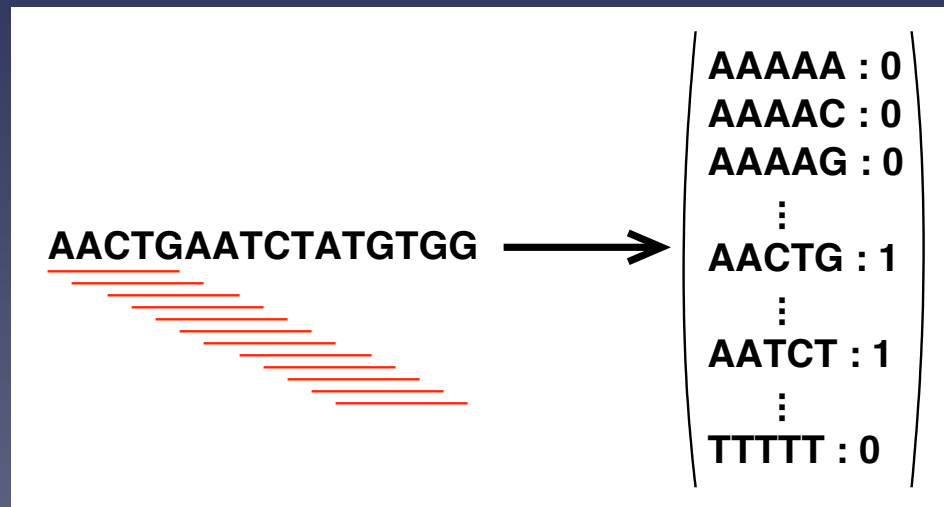 AACTGAATCTATGTGG
AAAAA : 0
AAAAC : 0
AAAAG : 0
⋮
AACTG : 1
⋮
AATCT : 1
⋮
TTTTT : 0